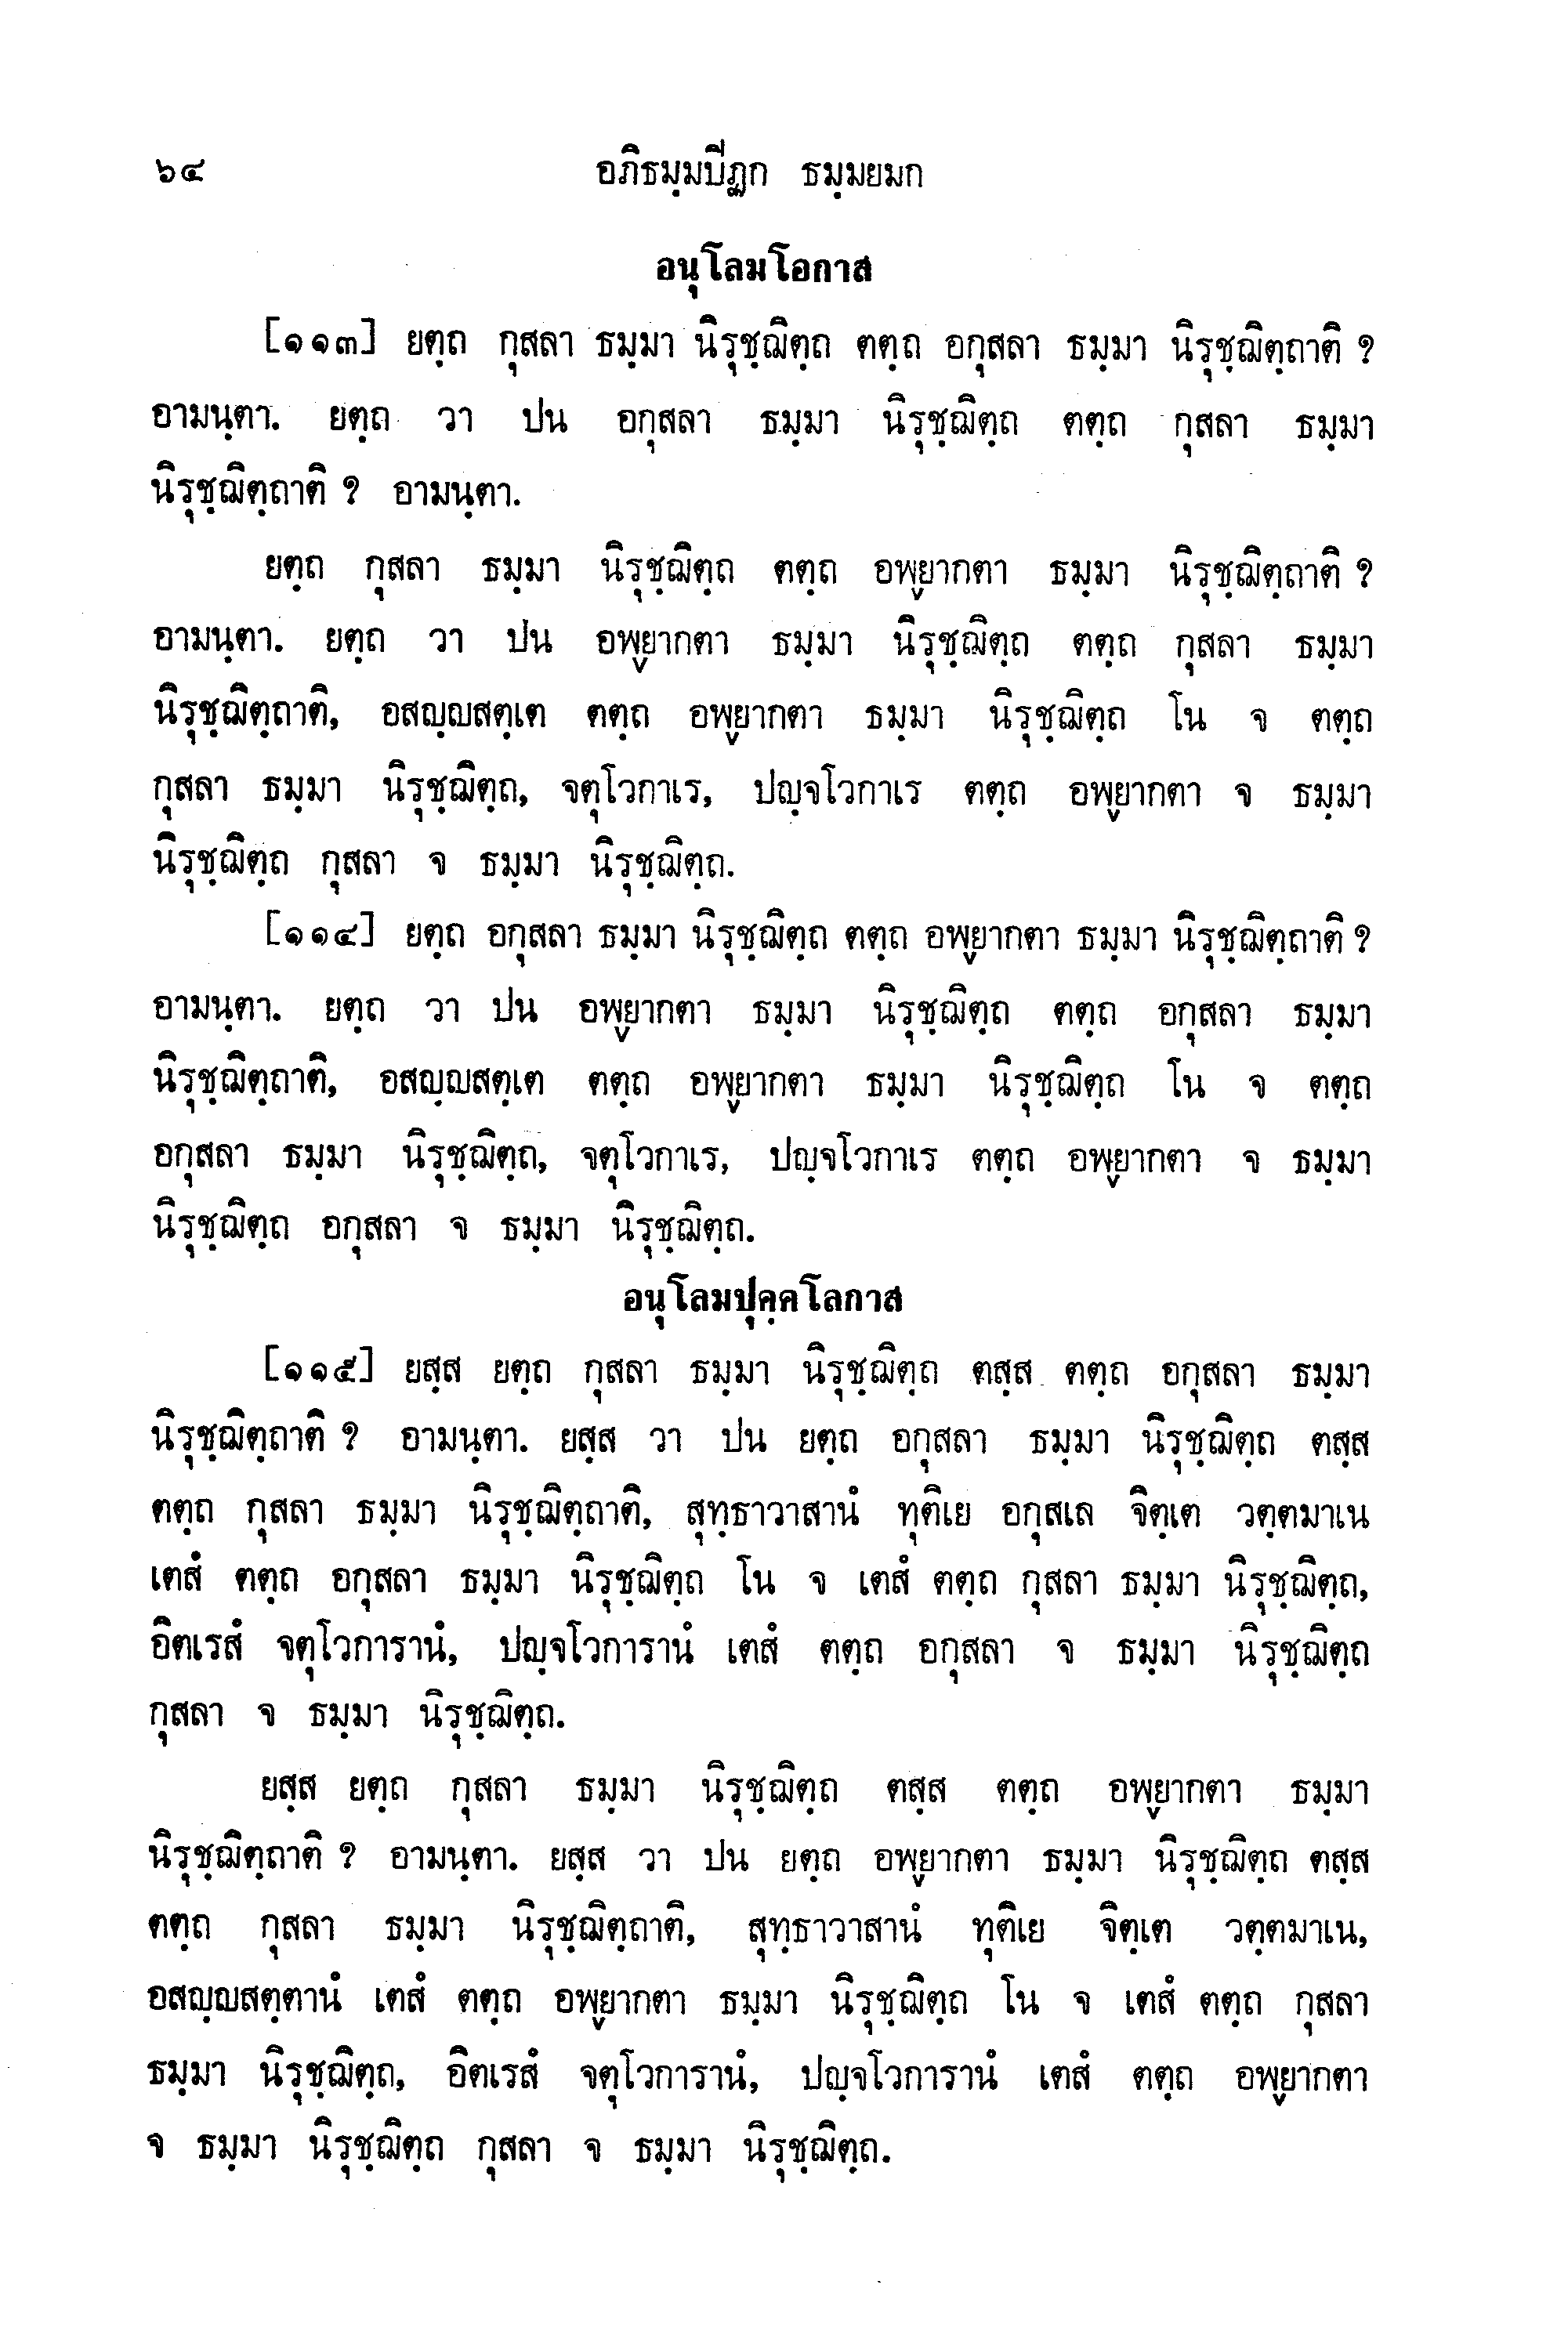 ๖๔ อภิธมฺมปิฏก ธมฺมยมก
อนุโลมโอกาส
[๑๑๓] ยตฺถ กุสลา ธมฺมา นิรุชฺฌิตฺถ ตตฺถ อกุสลา ธมฺมา นิรุชฺฌิตฺถาติ ?
อามนฺตา. ยตฺถ วา ปน อกุสลา ธมฺมา นิรุชฺฌิตฺถ ตตฺถ กุสลา ธมฺมา
นิรุชฺฌิตฺถาติ ? อามนฺตา.
ยตฺถ กุสลา ธมฺมา นิรุชฺฌิตฺถ ตตฺถ อพฺยากตา ธมฺมา นิรุชฺฌิตฺถาติ ?
อามนฺตา. ยตฺถ วา ปน อพฺยากตา ธมฺมา นิรุชฺฌิตฺถ ตตฺถ กุสลา ธมฺมา
นิรุชฺฌิตฺถาติ, อสญฺญสตฺเต ตตฺถ อพฺยากตา ธมฺมา นิรุชฺฌิตฺถ โน จ ตตฺถ
กุสลา ธมฺมา นิรุชฺฌิตฺถ, จตุโวกาเร, ปญฺจโวกาเร ตตฺถ อพฺยากตา จ ธมฺมา
นิรุชฺฌิตฺถ กุสลา จ ธมฺมา นิรุชฺฌิตฺถ.
[๑๑๔] ยตฺถ อกุสลา ธมฺมา นิรุชฺฌิตฺถ ตตฺถ อพฺยากตา ธมฺมา นิรุชฺฌิตฺถาติ ?
อามนฺตา. ยตฺถ วา ปน อพฺยากตา ธมฺมา นิรุชฺฌิตฺถ ตตฺถ อกุสลา ธมฺมา
นิรุชฺฌิตฺถาติ, อสญฺญสตฺเต ตตฺถ อพฺยากตา ธมฺมา นิรุชฺฌิตฺถ โน จ ตตฺถ
อกุสลา ธมฺมา นิรุชฺฌิตฺถ, จตุโวกาเร, ปญฺจโวกาเร ตตฺถ อพฺยากตา จ ธมฺมา
นิรุชฺฌิตฺถ อกุสลา จ ธมฺมา นิรุชฺฌิตฺถ.
อนุโลมปุคฺคโลกาส
[๑๑๕] ยสฺส ยตฺถ กุสลา ธมฺมา นิรุชฺฌิตฺถ ตสฺส ตตฺถ อกุสลา ธมฺมา
นิรุชฺฌิตฺถาติ ? อามนฺตา. ยสฺส วา ปน ยตฺถ อกุสลา ธมฺมา นิรุชฺฌิตฺถ ตสฺส
ตตฺถ กุสลา ธมฺมา นิรุชฺฌิตฺถาติ, สุทฺธาวาสานํ ทุติเย อกุสเล จิตฺเต วตฺตมาเน
เตสํ ตตฺถ อกุสลา ธมฺมา นิรุชฺฌิตฺถ โน จ เตสํ ตตฺถ กุสลา ธมฺมา นิรุชฺฌิตฺถ,
อิตเรสํ จตุโวการานํ, ปญฺจโวการานํ เตสํ ตตฺถ อกุสลา จ ธมฺมา นิรุชฺฌิตฺถ
กุสลา จ ธมฺมา นิรุชฺฌิตฺถ.
ยสฺส ยตฺถ กุสลา ธมฺมา นิรุชฺฌิตฺถ ตสฺส ตตฺถ อพฺยากตา ธมฺมา
นิรุชฺฌิตฺถาติ ? อามนฺตา. ยสฺส วา ปน ยตฺถ อพฺยากตา ธมฺมา นิรุชฺฌิตฺถ ตสฺส
ตตฺถ กุสลา ธมฺมา นิรุชฺฌิตฺถาติ, สุทฺธาวาสานํ ทุติเย จิตฺเต วตฺตมาเน,
อสญฺญสตฺตานํ เตสํ ตตฺถ อพฺยากตา ธมฺมา นิรุชฺฌิตฺถ โน จ เตสํ ตตฺถ กุสลา
ธมฺมา นิรุชฺฌิตฺถ, อิตเรสํ จตุโวการานํ, ปญฺจโวการานํ เตสํ ตตฺถ อพฺยากตา
จ ธมฺมา นิรุชฺฌิตฺถ กุสลา จ ธมฺมา นิรุชฺฌิตฺถ.